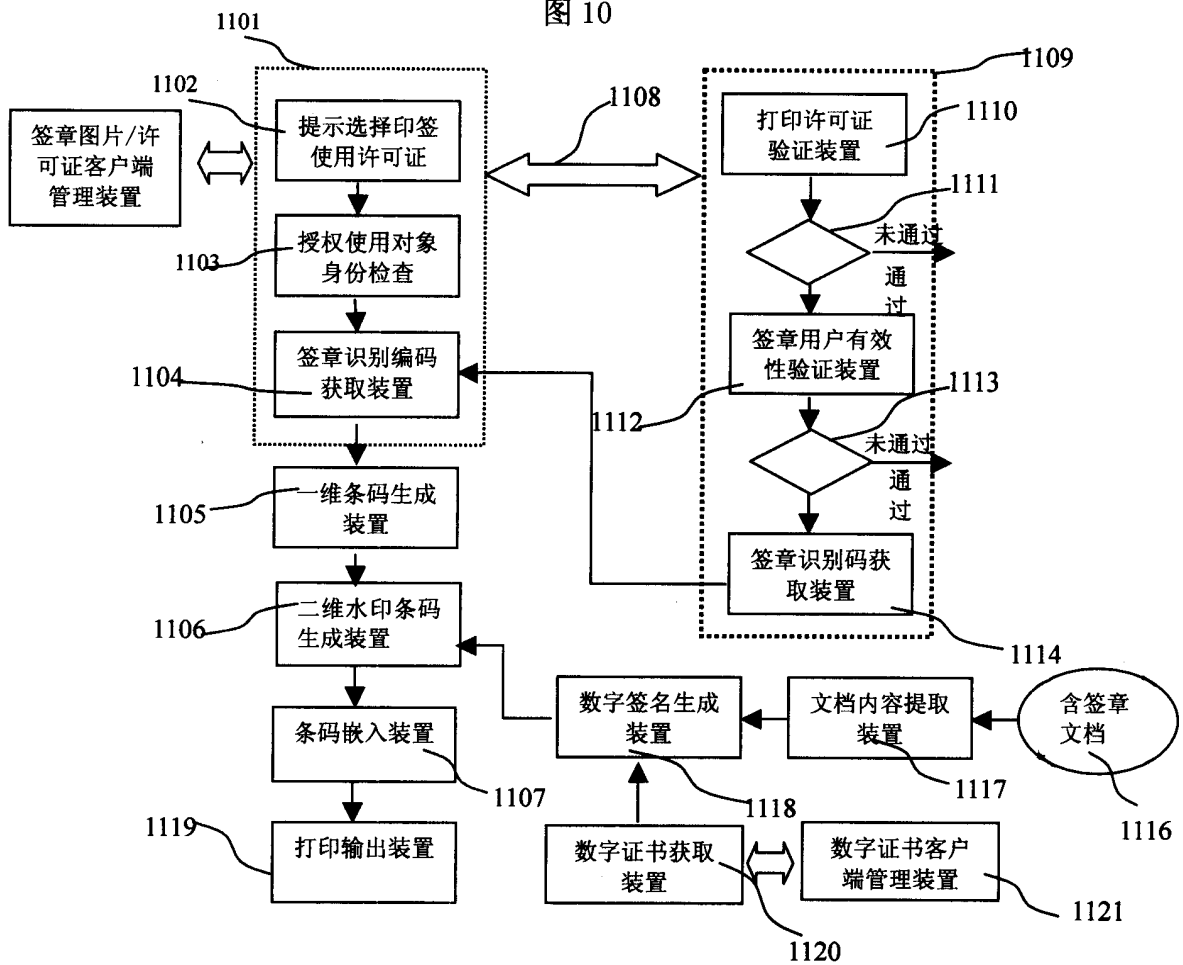 图 10
1101
1109
1102
1108
1110
签章图片/许
可证客户端
管理装置
提示选择印签
使用许可证
打印许可证
验证装置
1111
未通过
通
过
1103
授权使用对象
身份检查
签章用户有效
性验证装置
1104
签章识别编码
获取装置
1112
1113
未通过
通
过
1105
一维条码生成
装置
签章识别码获
取装置
1114
1106
二维水印条码
生成装置
数字签名生成
装置
文档内容提取
装置
含签章
文档
条码嵌入装置
1107
1118
1117
1116
1119
打印输出装置
数字证书获取
装置
数字证书客户
端管理装置
1120
1121